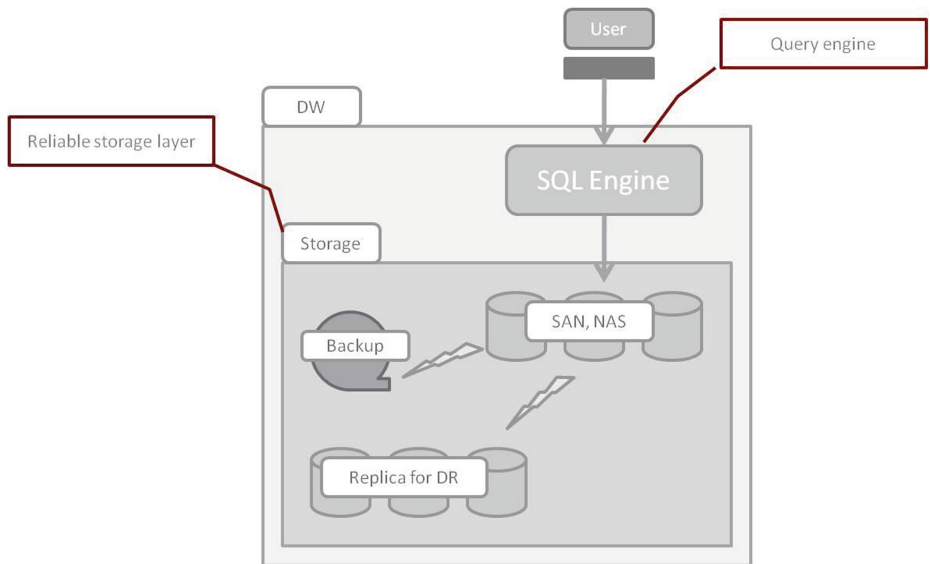 User
Query engine
DW
Reliable storage layer
SQL Engine
Storage
SAN, NAS
Backup
Replica for DR